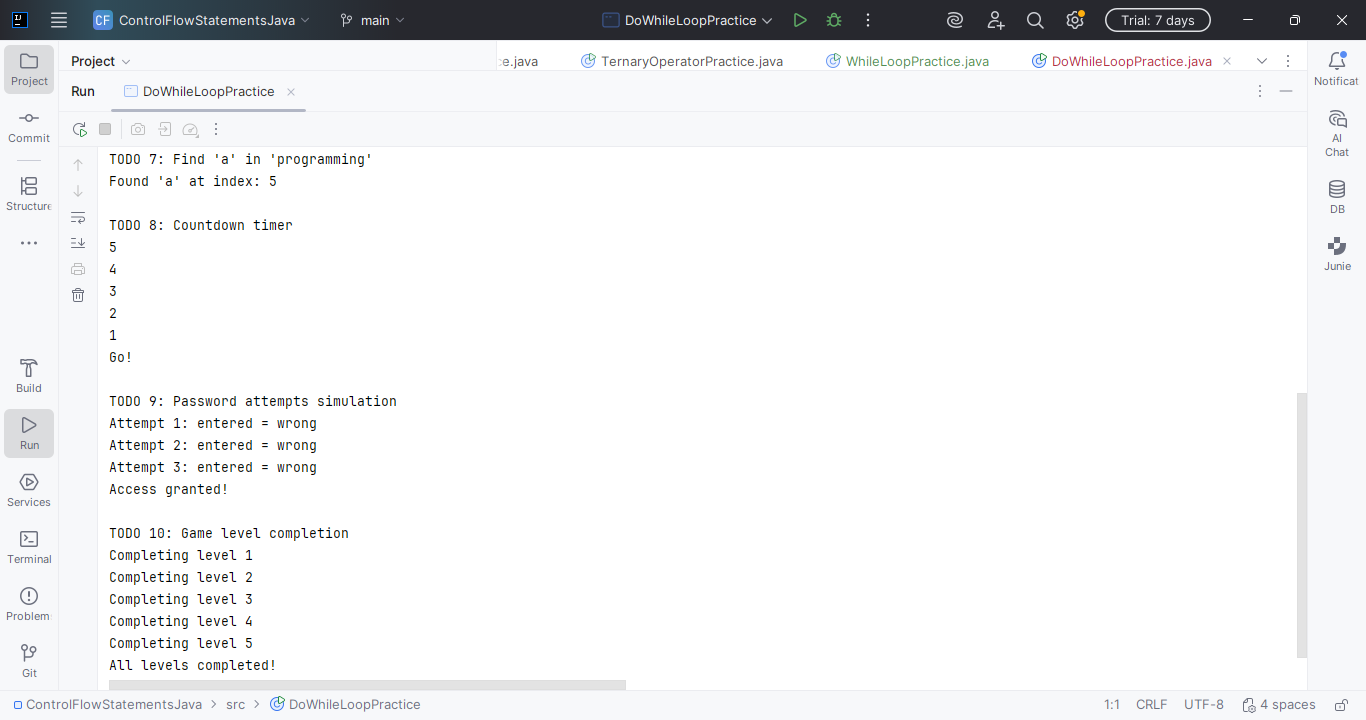 CF ControlFlowStatementsJava main DoWhileLoopPractice Trial: 7 days
Project :e.java TernaryOperatorPractice.java WhileLoopPractice.java DoWhileLoopPractice.java
Run DoWhileLoopPractice
Project
Commit
Structure
Build
Run
Services
Terminal
Problem
Git
TODO 7: Find 'a' in 'programming'
Found 'a' at index: 5
TODO 8: Countdown timer
5
4
3
2
1
Go!
TODO 9: Password attempts simulation
Attempt 1: entered = wrong
Attempt 2: entered = wrong
Attempt 3: entered = wrong
Access granted!
TODO 10: Game level completion
Completing level 1
Completing level 2
Completing level 3
Completing level 4
Completing level 5
All levels completed!
Notificat
AI
Chat
DB
Junie
ControlFlowStatementsJava > src > DoWhileLoopPractice 1:1 CRLF UTF-8 4 spaces